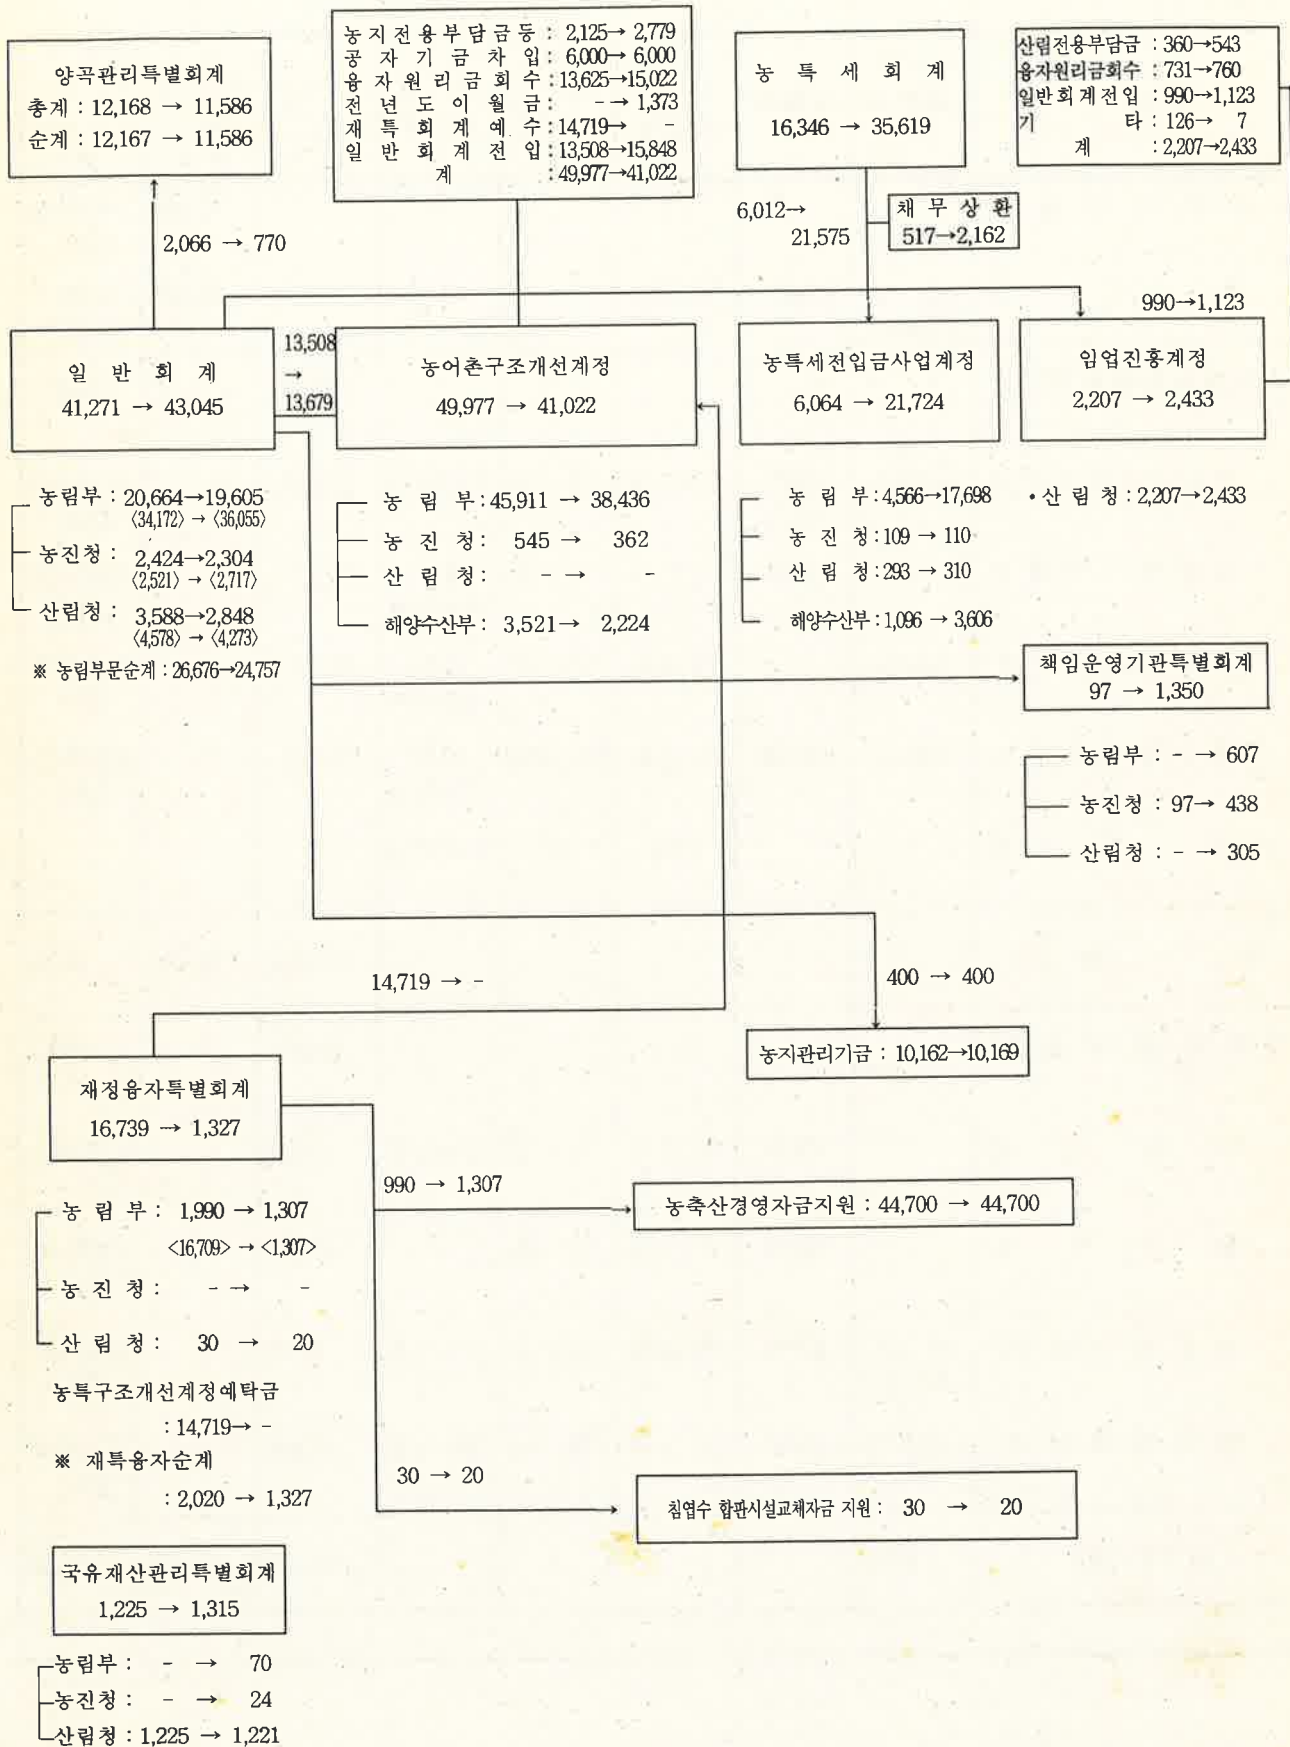 양곡관리특별회계
총계 : 12,168 → 11,586
순계 : 12,167 → 11,586
농지전용부담금등 : 2,125→ 2,779
공자기금차입 : 6,000→ 6,000
융자원리금회수 : 13,625→15,022
전년도이월금 : -→ 1,373
재특회계예수 : 14,719→ -
일반회계전입 : 13,508→15,848
계 : 49,977→41,022
농특세회계
16,346 → 35,619
산림전용부담금 : 360→543
융자원리금회수 : 731→760
일반회계전입 : 990→1,123
기 타 : 126→ 7
계 : 2,207→2,433
2,066 → 770
6,012→
21,575
채무상환
517→2,162
990→1,123
일반회계
41,271 → 43,045
13,508
→
13,679
농어촌구조개선계정
49,977 → 41,022
농특세전입금사업계정
6,064 → 21,724
임업진흥계정
2,207 → 2,433
농림부 : 20,664→19,605
〈34,172〉 → 〈36,055〉
농진청 : 2,424→2,304
〈2,521〉 → 〈2,717〉
산림청 : 3,588→2,848
〈4,578〉 → 〈4,273〉
※ 농림부문순계 : 26,676→24,757
농 림 부 : 45,911 → 38,436
농 진 청 : 545 → 362
산 림 청 : - → -
해양수산부 : 3,521→ 2,224
농 림 부 : 4,566→17,698
농 진 청 : 109 → 110
산 림 청 : 293 → 310
해양수산부 : 1,096 → 3,606
• 산 림 청 : 2,207→2,433
책임운영기관특별회계
97 → 1,350
농림부 : - → 607
농진청 : 97→ 438
산림청 : - → 305
14,719 → -
400 → 400
농지관리기금 : 10,162→10,169
재정융자특별회계
16,739 → 1,327
990 → 1,307
농축산경영자금지원 : 44,700 → 44,700
농 림 부 : 1,990 → 1,307
<16,709> → <1,307>
농 진 청 : - → -
산 림 청 : 30 → 20
농특구조개선계정예탁금
: 14,719→ -
※ 재특융자순계
: 2,020 → 1,327
30 → 20
침엽수 합판시설교체자금 지원 : 30 → 20
국유재산관리특별회계
1,225 → 1,315
농림부 : - → 70
농진청 : - → 24
산림청 : 1,225 → 1,221